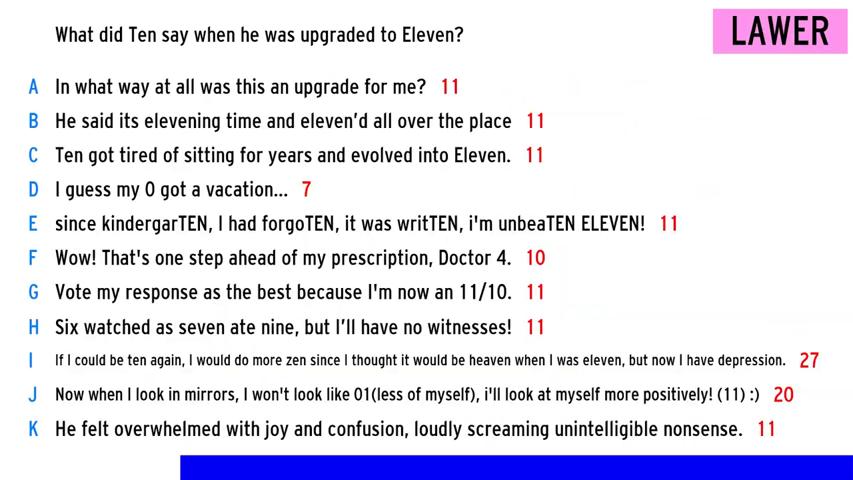 What did Ten say when he was upgraded to Eleven?
LAWER
A In what way at all was this an upgrade for me? 11
B He said its elevening time and eleven'd all over the place 11
C Ten got tired of sitting for years and evolved into Eleven. 11
D I guess my 0 got a vacation... 7
E since kindergarTEN, I had forgoTEN, it was writTEN, i'm unbeaTEN ELEVEN! 11
F Wow! That's one step ahead of my prescription, Doctor 4. 10
G Vote my response as the best because I'm now an 11/10. 11
H Six watched as seven ate nine, but I'll have no witnesses! 11
I If I could be ten again, I would do more zen since I thought it would be heaven when I was eleven, but now I have depression. 27
J Now when I look in mirrors, I won't look like 01(less of myself), i'll look at myself more positively! (11) :) 20
K He felt overwhelmed with joy and confusion, loudly screaming unintelligible nonsense. 11